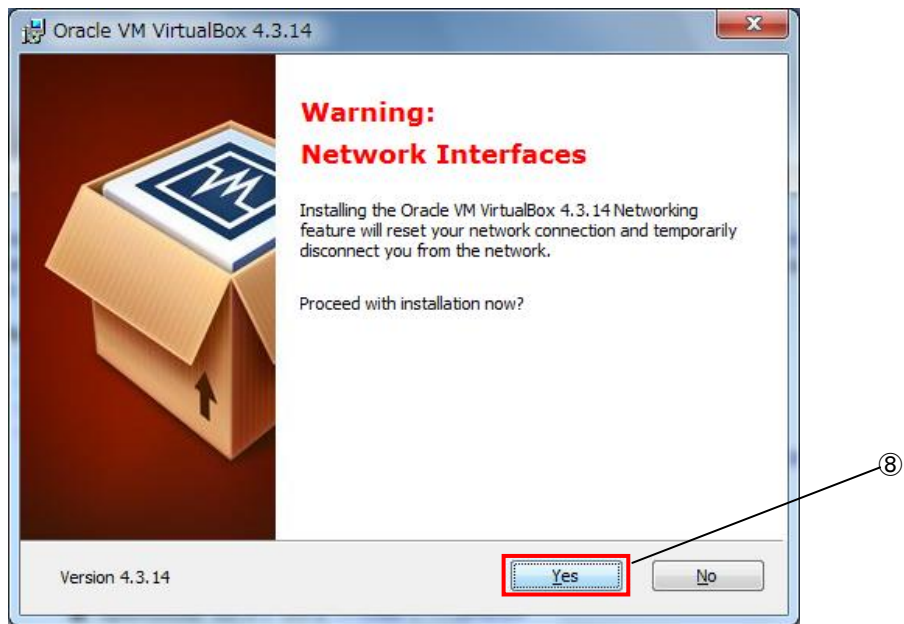 Oracle VM VirtualBox 4.3.14
Warning:
Network Interfaces
Installing the Oracle VM VirtualBox 4.3.14 Networking
feature will reset your network connection and temporarily
disconnect you from the network.
Proceed with installation now?
⑧
Version 4.3.14
Yes
No